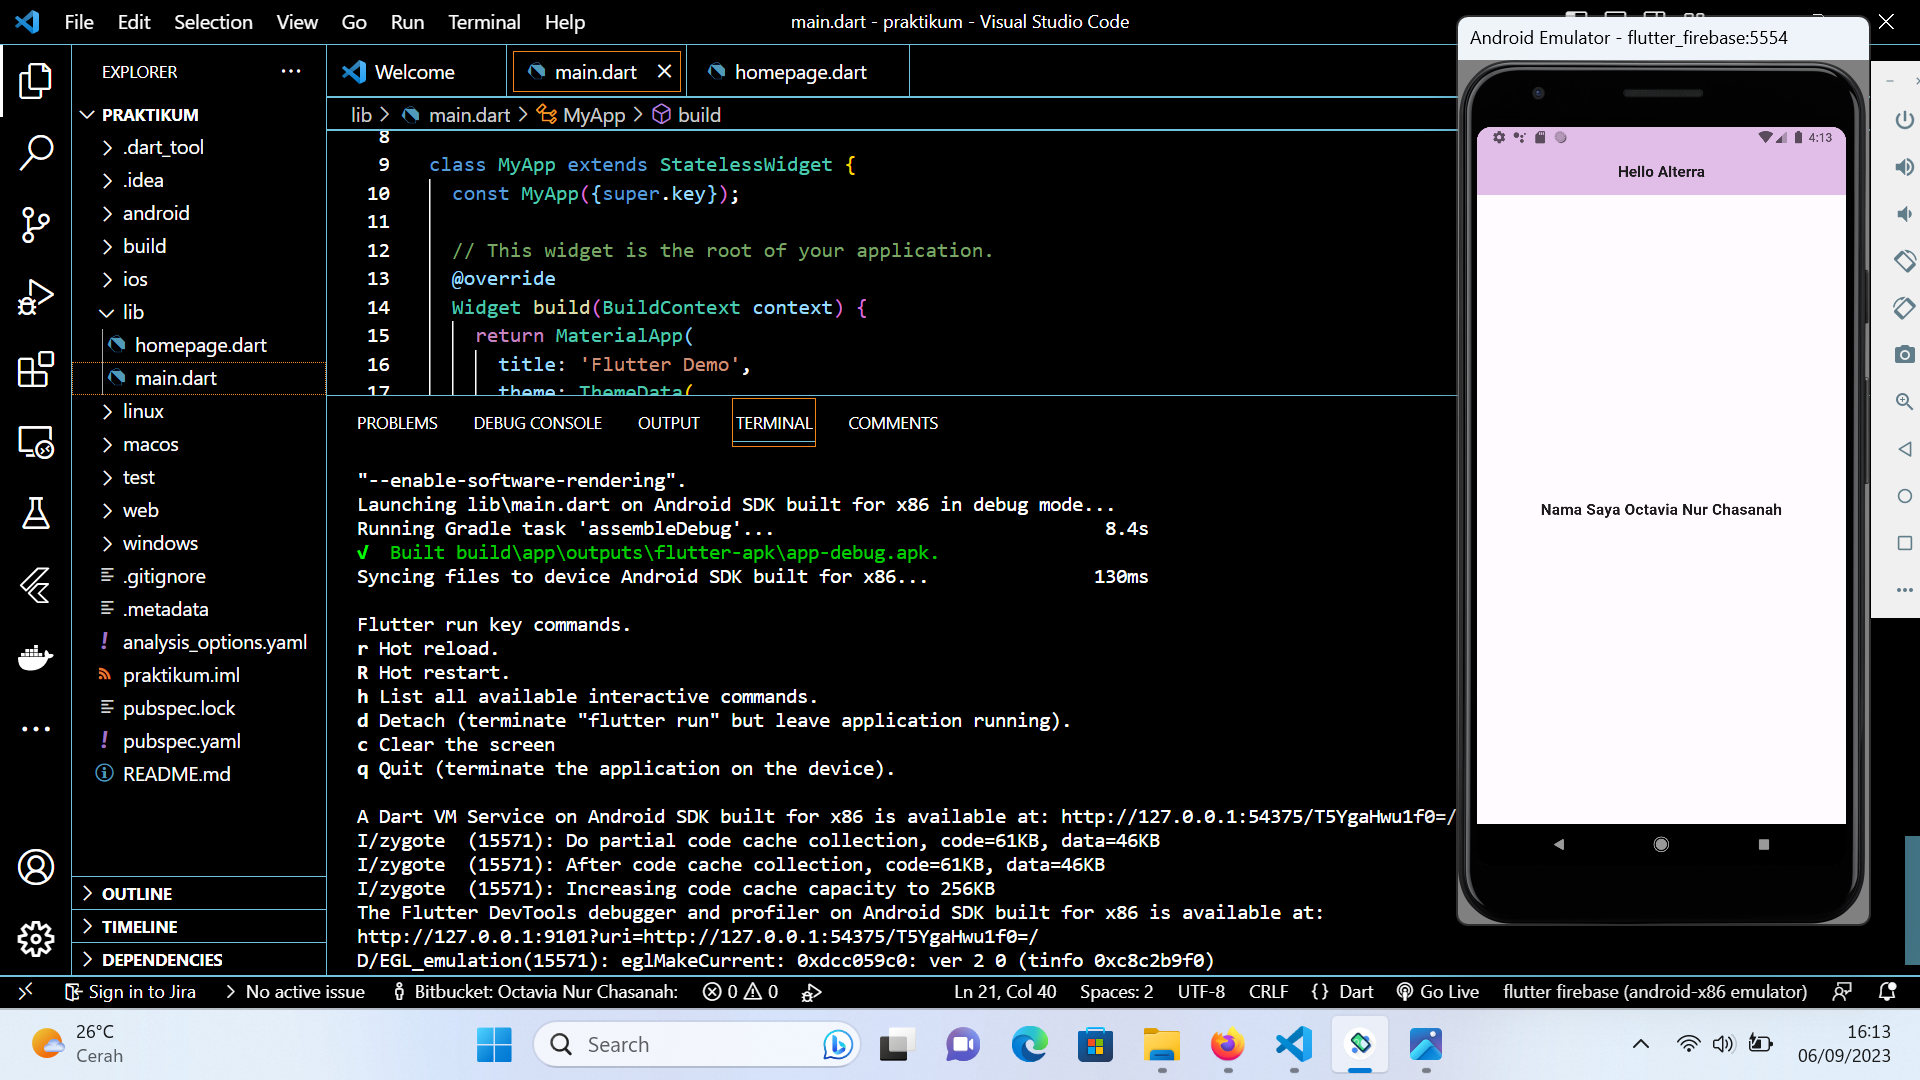 File Edit Selection View Go Run Terminal Help
main.dart - praktikum - Visual Studio Code
EXPLORER
PRAKTIKUM
.dart_tool
.idea
android
build
ios
lib
homepage.dart
main.dart
linux
macos
test
web
windows
.gitignore
.metadata
analysis_options.yaml
praktikum.iml
pubspec.lock
pubspec.yaml
README.md
OUTLINE
TIMELINE
DEPENDENCIES
Welcome
main.dart
homepage.dart
lib > main.dart > MyApp > build
8
9 class MyApp extends StatelessWidget {
10 const MyApp({super.key});
11
12 // This widget is the root of your application.
13 @override
14 Widget build(BuildContext context) {
15 return MaterialApp(
16 title: 'Flutter Demo',
17 theme: ThemeData(
PROBLEMS DEBUG CONSOLE OUTPUT TERMINAL COMMENTS
"--enable-software-rendering".
Launching lib\main.dart on Android SDK built for x86 in debug mode...
Running Gradle task 'assembleDebug'... 8.4s
√ Built build\app\outputs\flutter-apk\app-debug.apk.
Syncing files to device Android SDK built for x86... 130ms
Flutter run key commands.
r Hot reload.
R Hot restart.
h List all available interactive commands.
d Detach (terminate "flutter run" but leave application running).
c Clear the screen
q Quit (terminate the application on the device).
A Dart VM Service on Android SDK built for x86 is available at: http://127.0.0.1:54375/T5YgaHwu1f0=/
I/zygote (15571): Do partial code cache collection, code=61KB, data=46KB
I/zygote (15571): After code cache collection, code=61KB, data=46KB
I/zygote (15571): Increasing code cache capacity to 256KB
The Flutter DevTools debugger and profiler on Android SDK built for x86 is available at:
http://127.0.0.1:9101?uri=http://127.0.0.1:54375/T5YgaHwu1f0=/
D/EGL_emulation(15571): eglMakeCurrent: 0xdcc059c0: ver 2 0 (tinfo 0xc8c2b9f0)
Android Emulator - flutter_firebase:5554
4:13
Hello Alterra
Nama Saya Octavia Nur Chasanah
Sign in to Jira No active issue Bitbucket: Octavia Nur Chasanah: 0 0 Ln 21, Col 40 Spaces: 2 UTF-8 CRLF {} Dart Go Live flutter firebase (android-x86 emulator)
26°C
Cerah
Search
16:13
06/09/2023